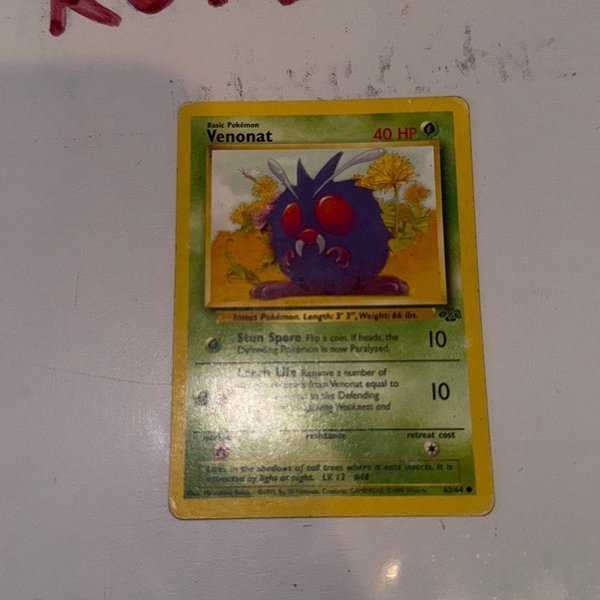 Basic Pokémon
Venonat
40 HP
Insect Pokémon. Length: 3' 3", Weight: 66 lbs.
Stun Spore Flip a coin. If heads, the
Defending Pokémon is now Paralyzed.
10
Leech Life Remove a number of
from Venonat equal to
to the Defending
Weakness and
10
resistance
retreat cost
Lives in the shadows of tall trees where it eats insects. It is
attracted by light at night. LV. 12 #48
63/64